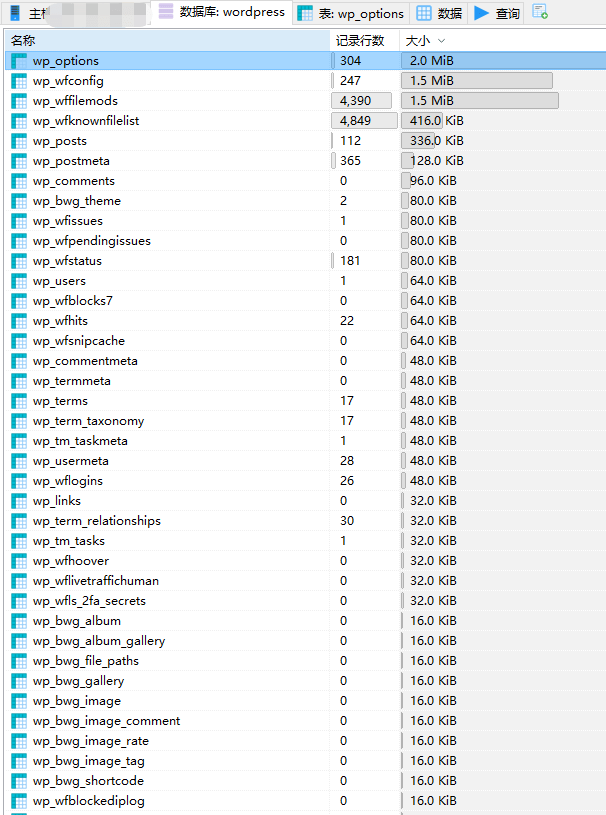 主 数据库: wordpress 表: wp_options 数据 查询
名称 记录行数 大小
wp_options 304 2.0 MiB
wp_wfconfig 247 1.5 MiB
wp_wffilemods 4,390 1.5 MiB
wp_wfknownfilelist 4,849 416.0 KiB
wp_posts 112 336.0 KiB
wp_postmeta 365 128.0 KiB
wp_comments 0 96.0 KiB
wp_bwg_theme 2 80.0 KiB
wp_wfissues 1 80.0 KiB
wp_wfpendingissues 0 80.0 KiB
wp_wfstatus 181 80.0 KiB
wp_users 1 64.0 KiB
wp_wfblocks7 0 64.0 KiB
wp_wfhits 22 64.0 KiB
wp_wfsnipcache 0 64.0 KiB
wp_commentmeta 0 48.0 KiB
wp_termmeta 0 48.0 KiB
wp_terms 17 48.0 KiB
wp_term_taxonomy 17 48.0 KiB
wp_tm_taskmeta 1 48.0 KiB
wp_usermeta 28 48.0 KiB
wp_wflogins 26 48.0 KiB
wp_links 0 32.0 KiB
wp_term_relationships 30 32.0 KiB
wp_tm_tasks 1 32.0 KiB
wp_wfhoover 0 32.0 KiB
wp_wflivetraffichuman 0 32.0 KiB
wp_wfls_2fa_secrets 0 32.0 KiB
wp_bwg_album 0 16.0 KiB
wp_bwg_album_gallery 0 16.0 KiB
wp_bwg_file_paths 0 16.0 KiB
wp_bwg_gallery 0 16.0 KiB
wp_bwg_image 0 16.0 KiB
wp_bwg_image_comment 0 16.0 KiB
wp_bwg_image_rate 0 16.0 KiB
wp_bwg_image_tag 0 16.0 KiB
wp_bwg_shortcode 0 16.0 KiB
wp_wfblockediplog 0 16.0 KiB